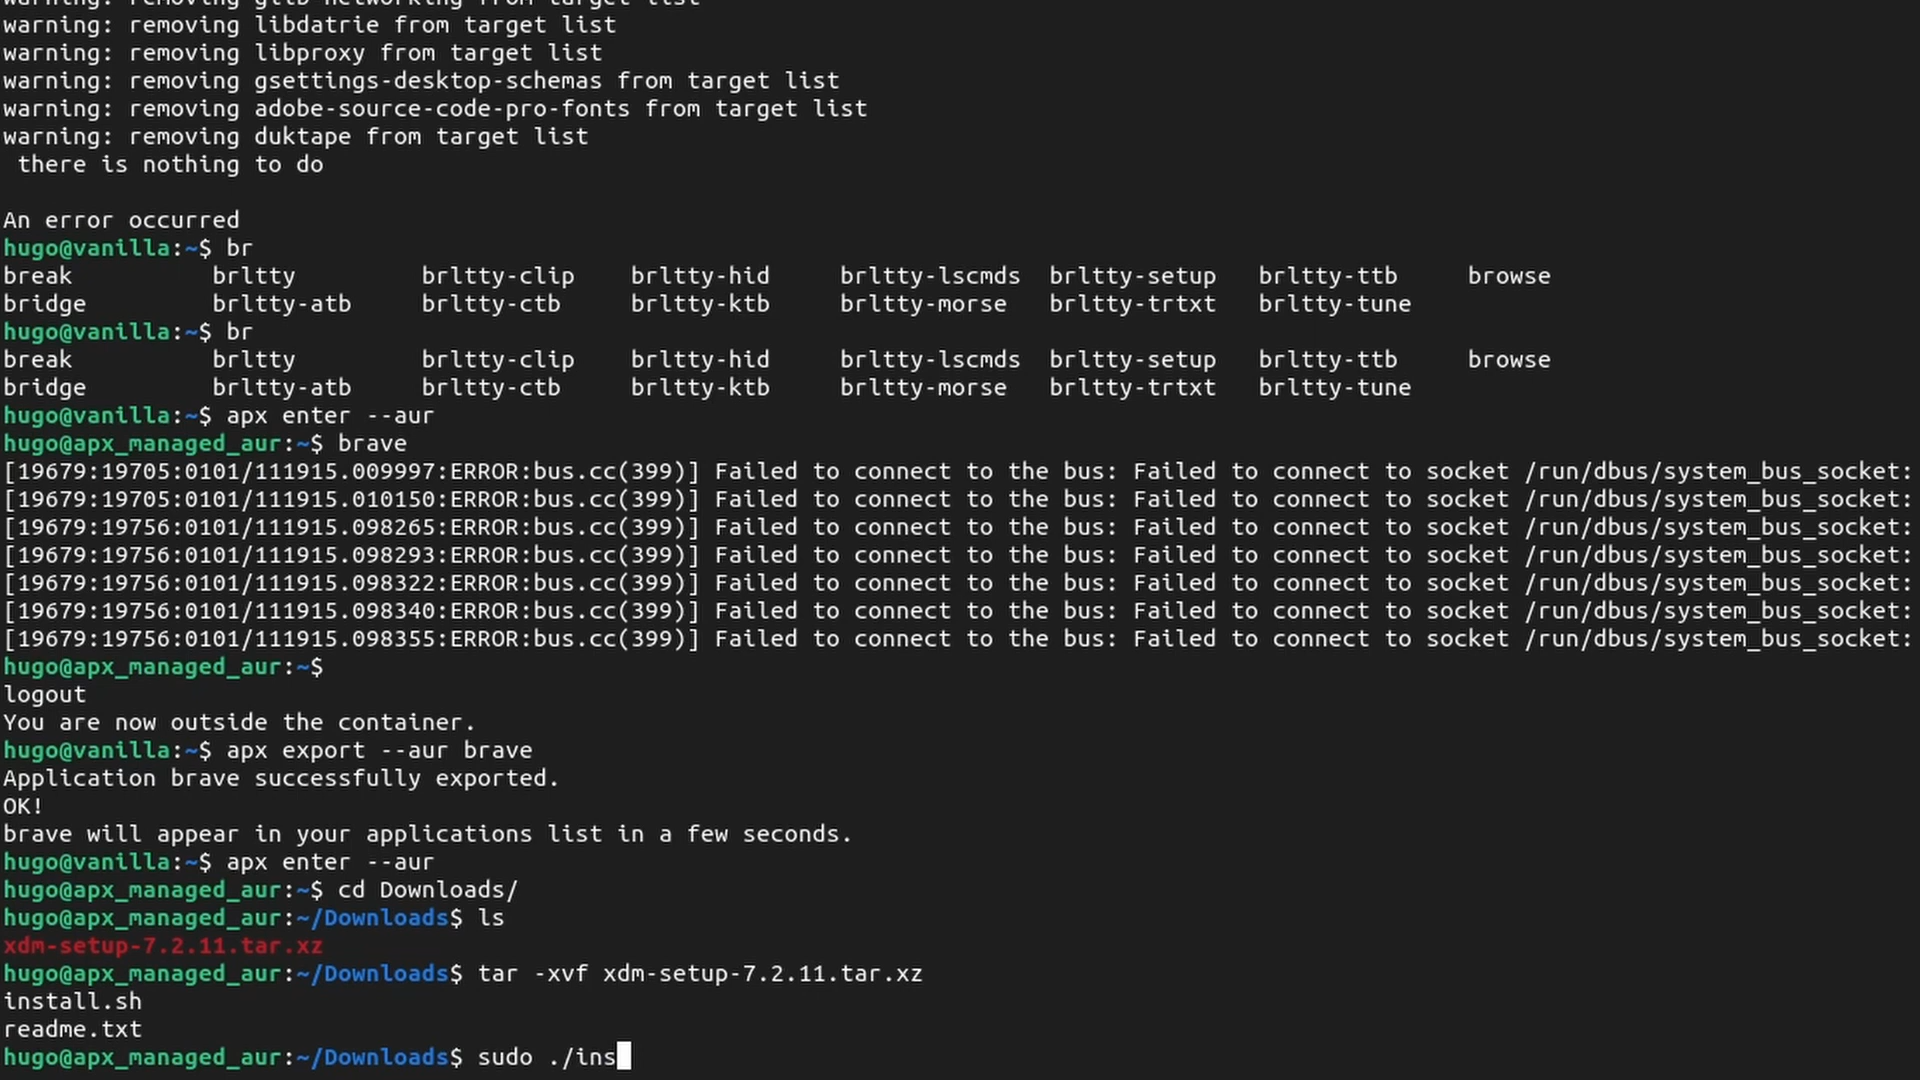 warning: removing glib-networking from target list
warning: removing libdatrie from target list
warning: removing libproxy from target list
warning: removing gsettings-desktop-schemas from target list
warning: removing adobe-source-code-pro-fonts from target list
warning: removing duktape from target list
 there is nothing to do
An error occurred
hugo@vanilla:~$ br
break brltty brltty-clip brltty-hid brltty-lscmds brltty-setup brltty-ttb browse
bridge brltty-atb brltty-ctb brltty-ktb brltty-morse brltty-trtxt brltty-tune
hugo@vanilla:~$ br
break brltty brltty-clip brltty-hid brltty-lscmds brltty-setup brltty-ttb browse
bridge brltty-atb brltty-ctb brltty-ktb brltty-morse brltty-trtxt brltty-tune
hugo@vanilla:~$ apx enter --aur
hugo@apx_managed_aur:~$ brave
[19679:19705:0101/111915.009997:ERROR:bus.cc(399)] Failed to connect to the bus: Failed to connect to socket /run/dbus/system_bus_socket:
[19679:19705:0101/111915.010150:ERROR:bus.cc(399)] Failed to connect to the bus: Failed to connect to socket /run/dbus/system_bus_socket:
[19679:19756:0101/111915.098265:ERROR:bus.cc(399)] Failed to connect to the bus: Failed to connect to socket /run/dbus/system_bus_socket:
[19679:19756:0101/111915.098293:ERROR:bus.cc(399)] Failed to connect to the bus: Failed to connect to socket /run/dbus/system_bus_socket:
[19679:19756:0101/111915.098322:ERROR:bus.cc(399)] Failed to connect to the bus: Failed to connect to socket /run/dbus/system_bus_socket:
[19679:19756:0101/111915.098340:ERROR:bus.cc(399)] Failed to connect to the bus: Failed to connect to socket /run/dbus/system_bus_socket:
[19679:19756:0101/111915.098355:ERROR:bus.cc(399)] Failed to connect to the bus: Failed to connect to socket /run/dbus/system_bus_socket:
hugo@apx_managed_aur:~$
logout
You are now outside the container.
hugo@vanilla:~$ apx export --aur brave
Application brave successfully exported.
OK!
brave will appear in your applications list in a few seconds.
hugo@vanilla:~$ apx enter --aur
hugo@apx_managed_aur:~$ cd Downloads/
hugo@apx_managed_aur:~/Downloads$ ls
xdm-setup-7.2.11.tar.xz
hugo@apx_managed_aur:~/Downloads$ tar -xvf xdm-setup-7.2.11.tar.xz
install.sh
readme.txt
hugo@apx_managed_aur:~/Downloads$ sudo ./ins